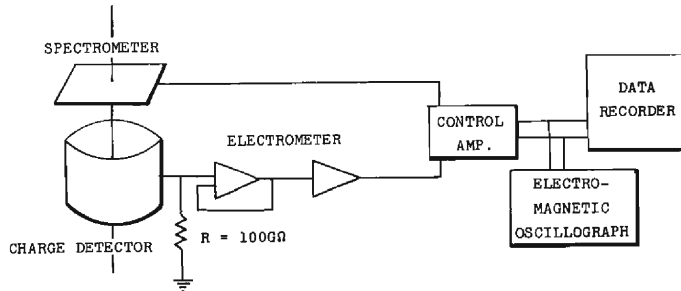 SPECTROMETER
DATA
RECORDER
CONTROL
AMP.
ELECTROMETER
ELECTRO-
MAGNETIC
OSCILLOGRAPH
R = 100GΩ
CHARGE DETECTOR